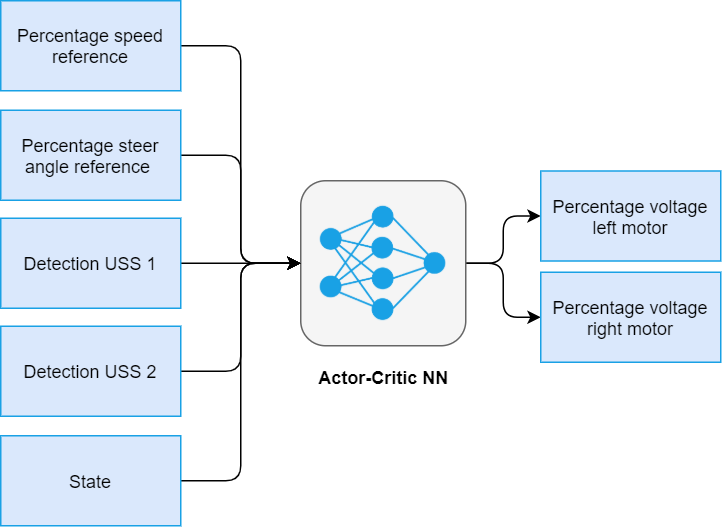 Percentage speed
reference
Percentage steer
angle reference
Detection USS 1
Detection USS 2
State
Actor-Critic NN
Percentage voltage
left motor
Percentage voltage
right motor